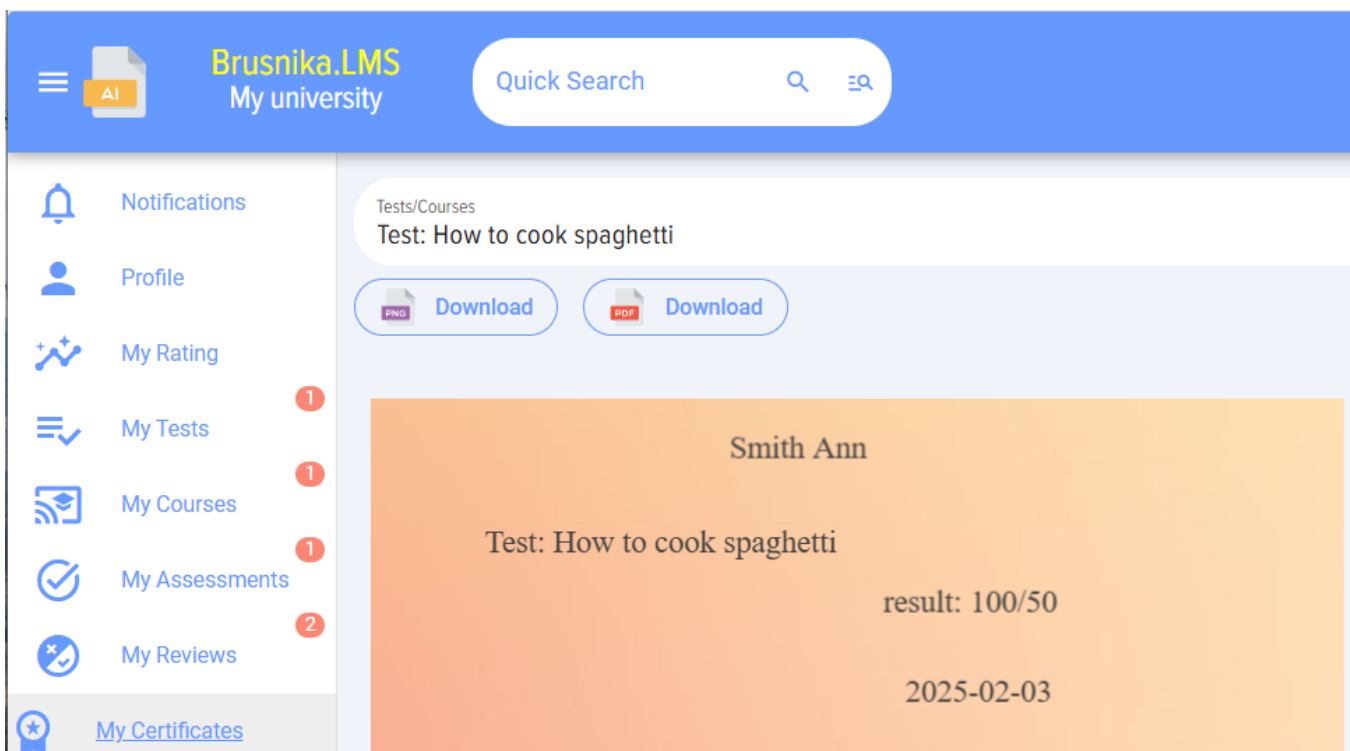 AI
Brusnika.LMS
My university
Quick Search
Notifications
Profile
My Rating
1
My Tests
1
My Courses
1
My Assessments
2
My Reviews
My Certificates
Tests/Courses
Test: How to cook spaghetti
PNG Download
PDF Download
Smith Ann
Test: How to cook spaghetti
result: 100/50
2025-02-03